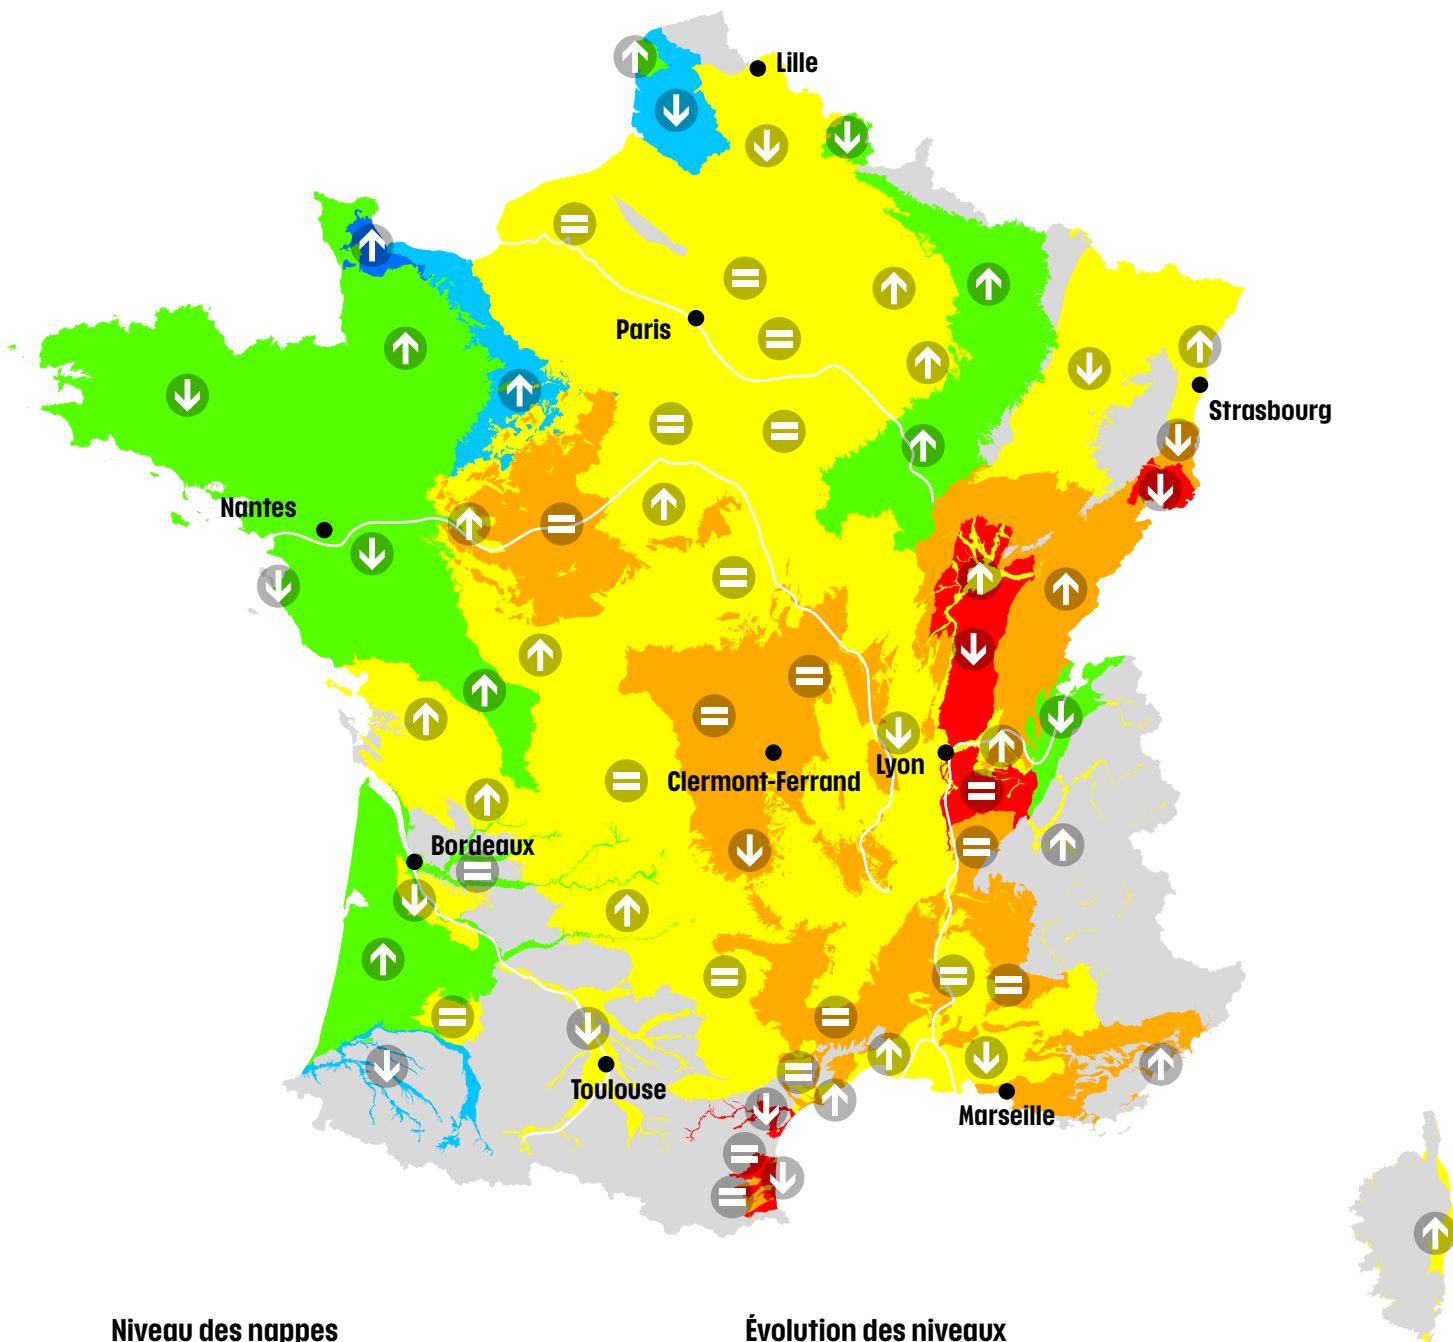 Lille
Paris
Strasbourg
Nantes
Lyon
Clermont-Ferrand
Bordeaux
Toulouse
Marseille
Niveau des nappes
Évolution des niveaux